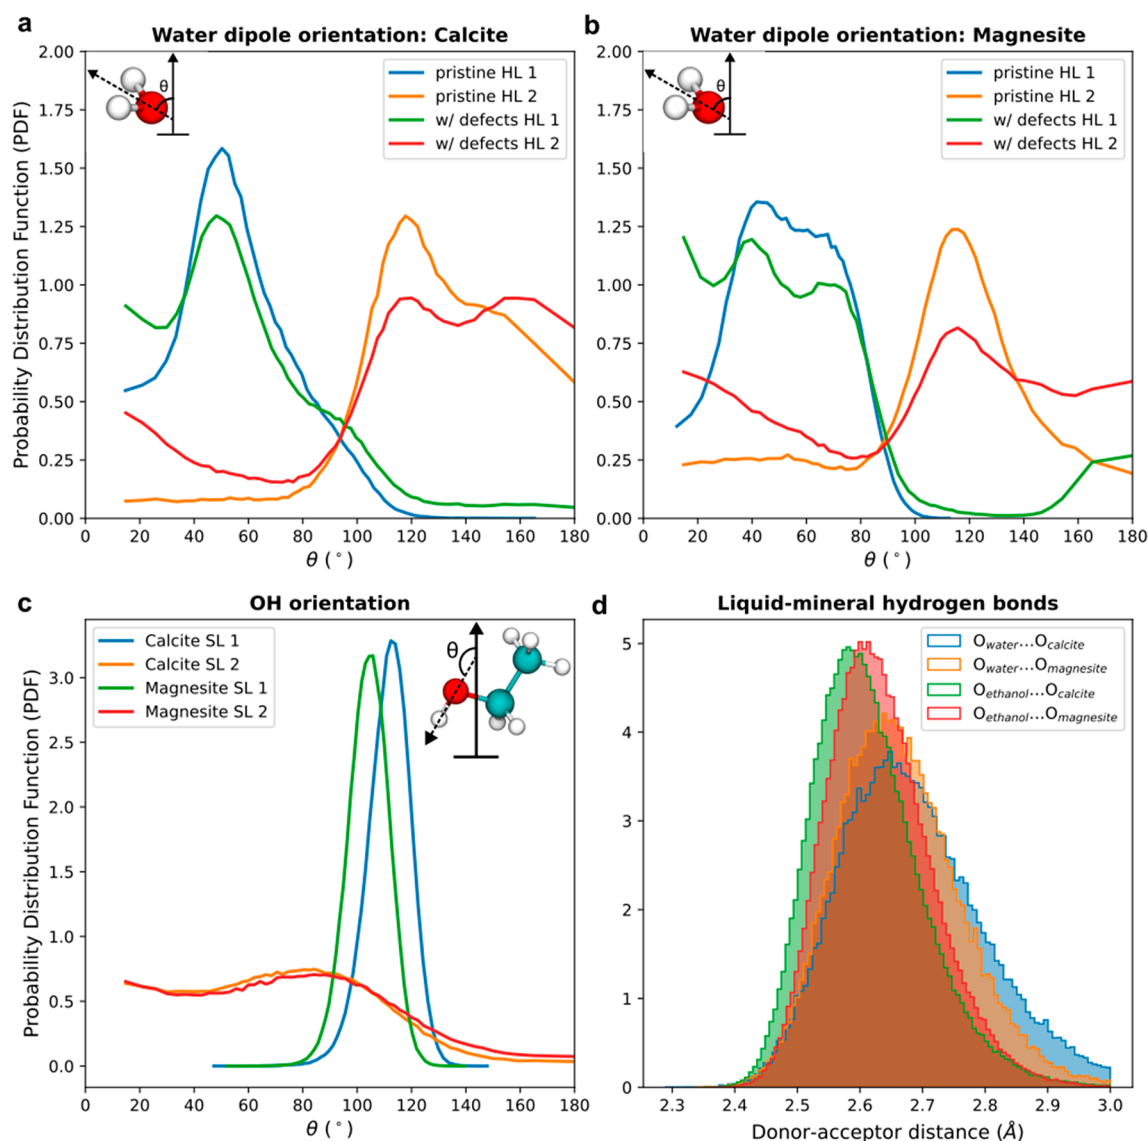 a
Water dipole orientation: Calcite
Probability Distribution Function (PDF)
2.00
1.75
1.50
1.25
1.00
0.75
0.50
0.25
0.00
θ
pristine HL 1
pristine HL 2
w/ defects HL 1
w/ defects HL 2
0 20 40 60 80 100 120 140 160 180
θ (°)
b
Water dipole orientation: Magnesite
2.00
1.75
1.50
1.25
1.00
0.75
0.50
0.25
0.00
θ
pristine HL 1
pristine HL 2
w/ defects HL 1
w/ defects HL 2
0 20 40 60 80 100 120 140 160 180
θ (°)
c
OH orientation
Probability Distribution Function (PDF)
3.0
2.5
2.0
1.5
1.0
0.5
0.0
Calcite SL 1
Calcite SL 2
Magnesite SL 1
Magnesite SL 2
θ
0 20 40 60 80 100 120 140 160 180
θ (°)
d
Liquid-mineral hydrogen bonds
5
4
3
2
1
0
Owater...Ocalcite
Owater...Omagnesite
Oethanol...Ocalcite
Oethanol...Omagnesite
2.3 2.4 2.5 2.6 2.7 2.8 2.9 3.0
Donor-acceptor distance (Å)